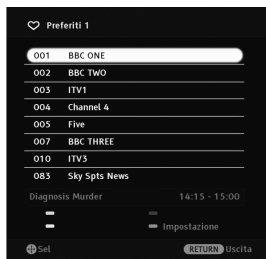 Preferiti 1
001 BBC ONE
002 BBC TWO
003 ITV1
004 Channel 4
005 Five
007 BBC THREE
010 ITV3
083 Sky Spts News
Diagnosis Murder 14:15 - 15:00
Impostazione
Sel RETURN Uscita